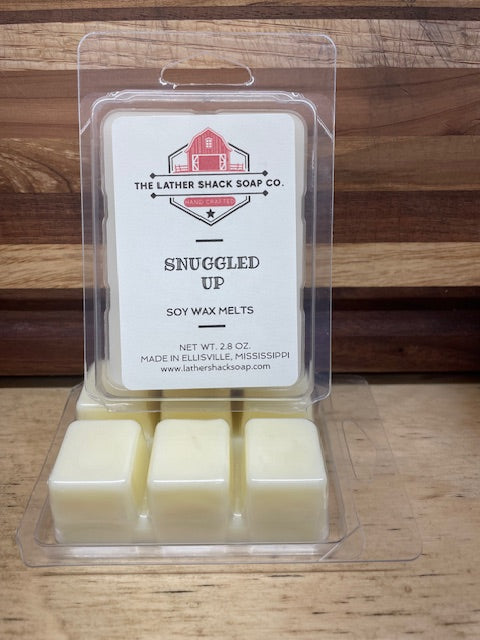 THE LATHER SHACK SOAP CO.
HAND CRAFTED
SNUGGLED
UP
SOY WAX MELTS
NET WT. 2.8 OZ.
MADE IN ELLISVILLE, MISSISSIPPI
www.lathershacksoap.com